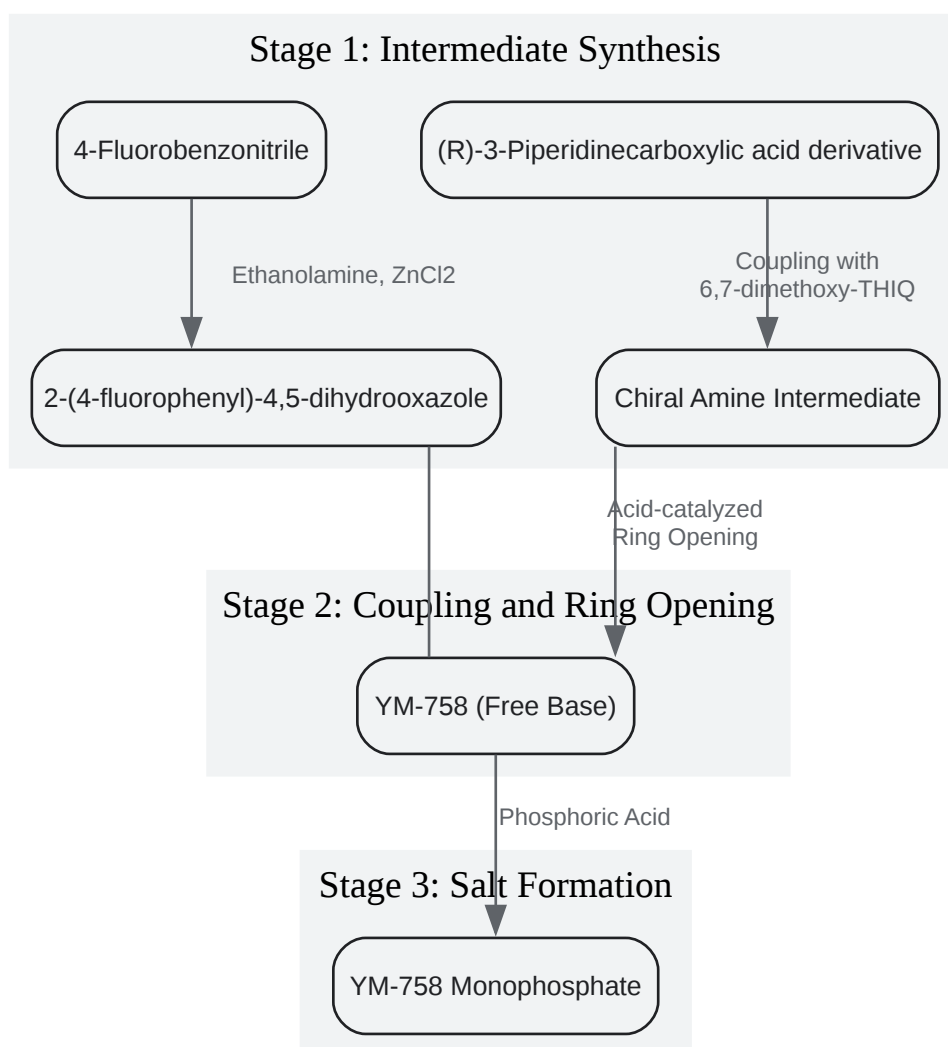 Stage 1: Intermediate Synthesis
4-Fluorobenzonitrile
(R)-3-Piperidinecarboxylic acid derivative
Ethanolamine, ZnCl2
Coupling with
6,7-dimethoxy-THIQ
2-(4-fluorophenyl)-4,5-dihydrooxazole
Chiral Amine Intermediate
Acid-catalyzed
Ring Opening
Stage 2: Coupling and Ring Opening
YM-758 (Free Base)
Phosphoric Acid
Stage 3: Salt Formation
YM-758 Monophosphate